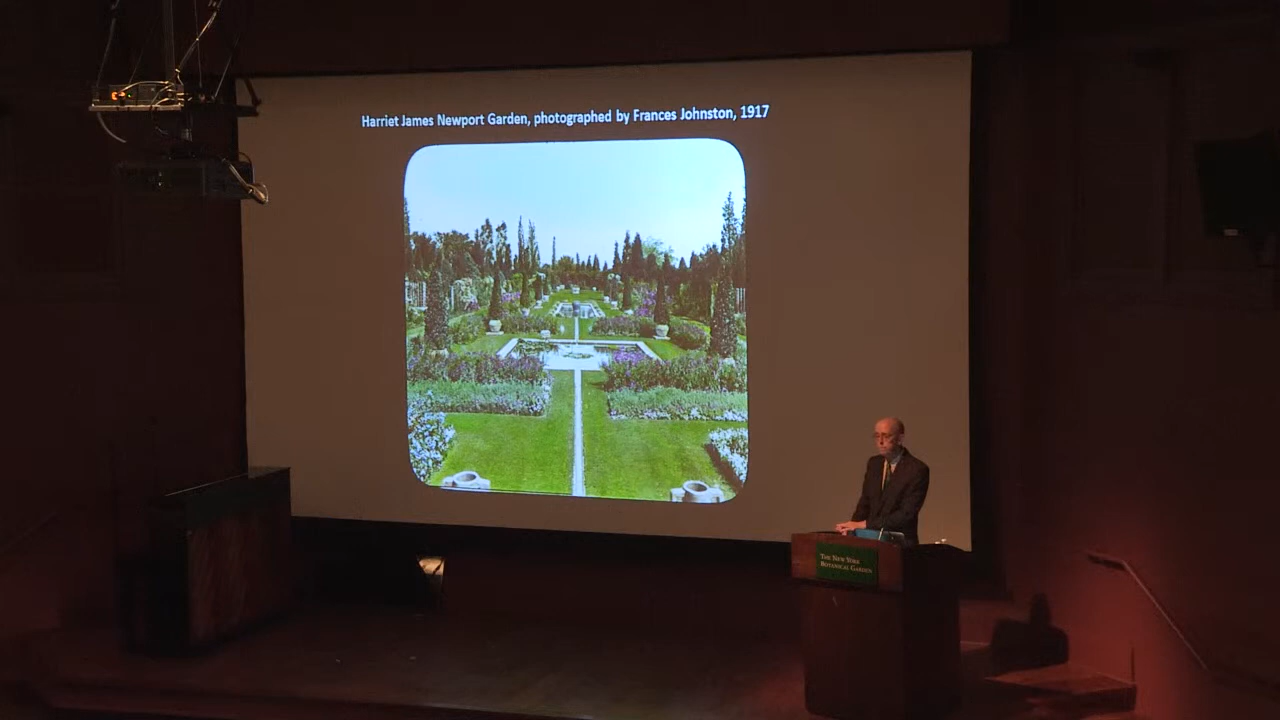 Harriet James Newport Garden, photographed by Frances Johnston, 1917
THE NEW YORK
BOTANICAL GARDEN